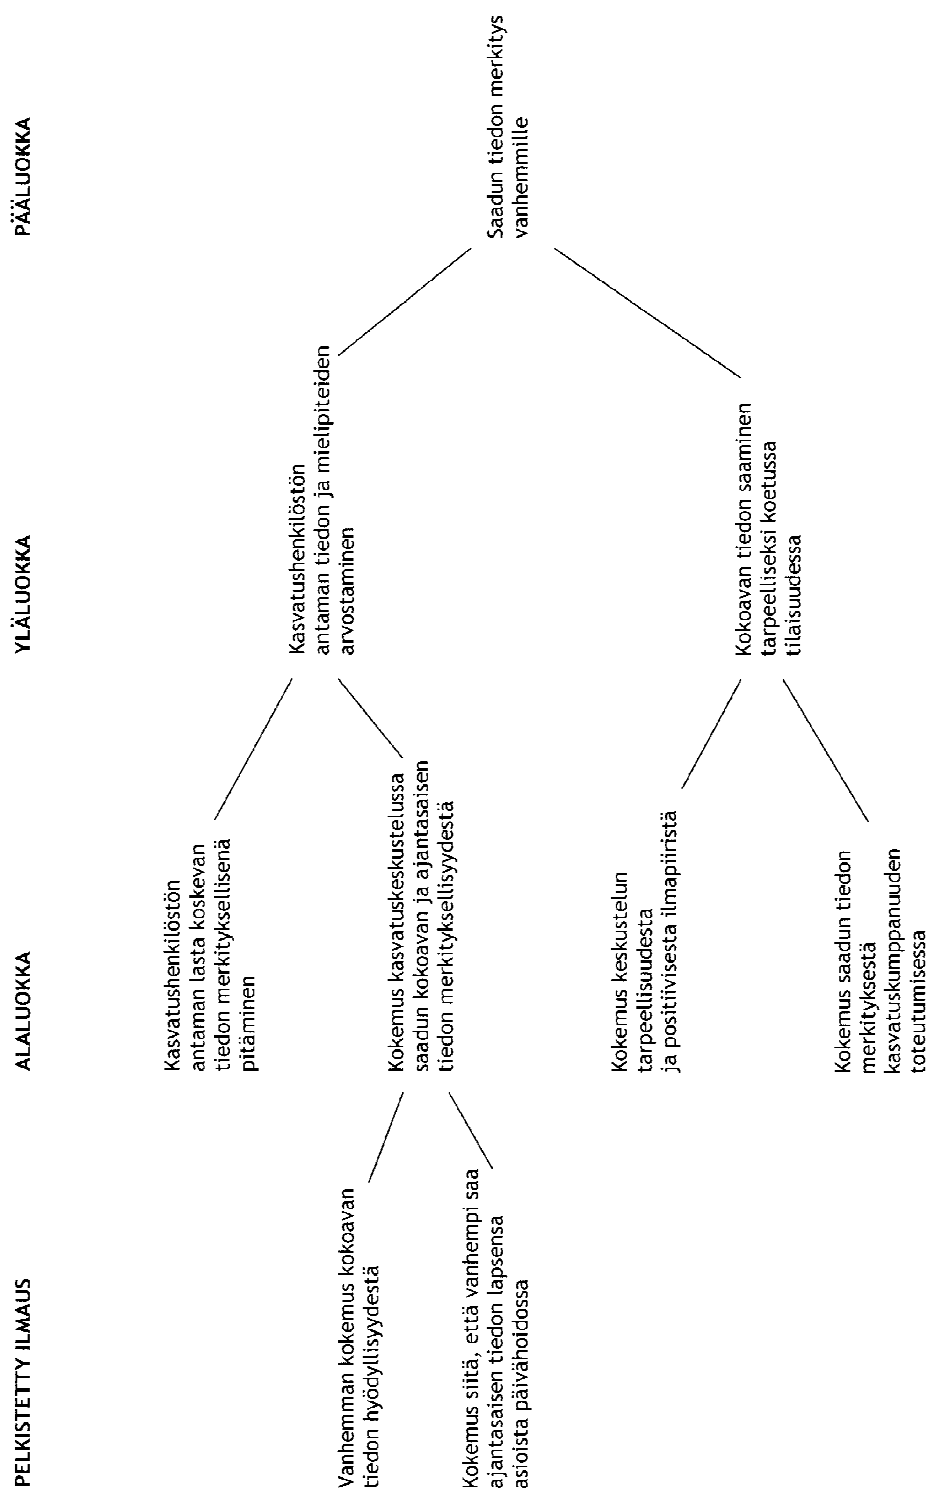 PELKISTETTY ILMAUS
ALALUOKKA
YLÄLUOKKA
PÄÄLUOKKA
Kasvatushenkilöstön
antaman lasta koskevan
tiedon merkityksellisenä
pitäminen
Kasvatushenkilöstön
antaman tiedon ja mielipiteiden
arvostaminen
Vanhemman kokemus kokoavan
tiedon hyödyllisyydestä
Kokemus kasvatuskeskustelussa
saadun kokoavan ja ajantasaisen
tiedon merkityksellisyydestä
Kokemus siitä, että vanhempi saa
ajantasaisen tiedon lapsensa
asioista päivähoidossa
Saadun tiedon merkitys
vanhemmille
Kokemus keskustelun
tarpeellisuudesta
ja positiivisesta ilmapiiristä
Kokoavan tiedon saaminen
tarpeelliseksi koetussa
tilaisuudessa
Kokemus saadun tiedon
merkityksestä
kasvatuskumppanuuden
toteutumisessa